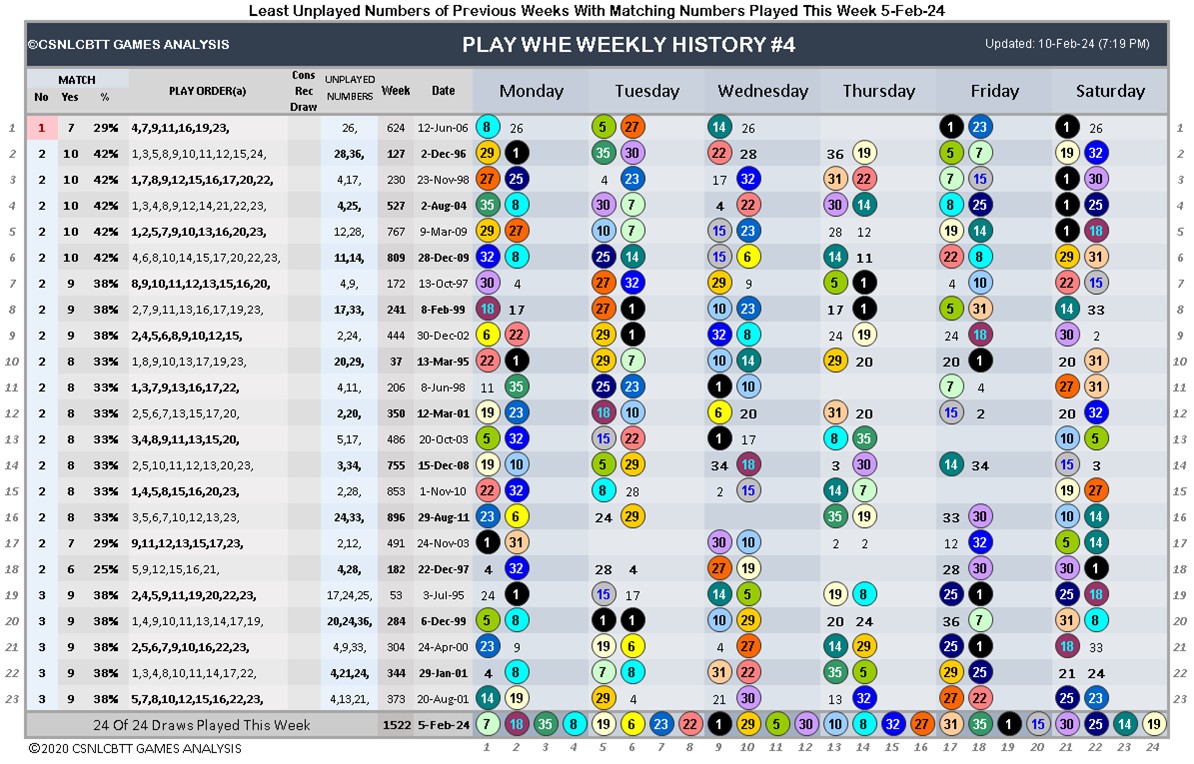 Least Unplayed Numbers of Previous Weeks With Matching Numbers Played This Week 5-Feb-24
©CSNLCBTT GAMES ANALYSIS PLAY WHE WEEKLY HISTORY #4 Updated: 10-Feb-24 (7:19 PM)
MATCH No Yes % PLAY ORDER(a) Cons Rec Draw UNPLAYED NUMBERS Week Date Monday Tuesday Wednesday Thursday Friday Saturday
1 1 7 29% 4,7,9,11,16,19,23, 26, 624 12-Jun-06 8 26 5 27 14 26 1 23 1 26 1
2 2 10 42% 1,3,5,8,9,10,11,12,15,24, 28,36, 127 2-Dec-96 29 1 35 30 22 28 36 19 5 7 19 32 2
3 2 10 42% 1,7,8,9,12,15,16,17,20,22, 4,17, 230 23-Nov-98 27 25 4 23 17 32 31 22 7 15 1 30 3
4 2 10 42% 1,3,4,8,9,12,14,21,22,23, 4,25, 527 2-Aug-04 35 8 30 7 4 22 30 14 8 25 1 25 4
5 2 10 42% 1,2,5,7,9,10,13,16,20,23, 12,28, 767 9-Mar-09 29 27 10 7 15 23 28 12 19 14 1 18 5
6 2 10 42% 4,6,8,10,14,15,17,20,22,23, 11,14, 809 28-Dec-09 32 8 25 14 15 6 14 11 22 8 29 31 6
7 2 9 38% 8,9,10,11,12,13,15,16,20, 4,9, 172 13-Oct-97 30 4 27 32 29 9 5 1 4 10 22 15 7
8 2 9 38% 2,7,9,11,13,16,17,19,23, 17,33, 241 8-Feb-99 18 17 27 1 10 23 17 1 5 31 14 33 8
9 2 9 38% 2,4,5,6,8,9,10,12,15, 2,24, 444 30-Dec-02 6 22 29 1 32 8 24 19 24 18 30 2 9
10 2 8 33% 1,8,9,10,13,17,19,23, 20,29, 37 13-Mar-95 22 1 29 7 10 14 29 20 20 1 20 31 10
11 2 8 33% 1,3,7,9,13,16,17,22, 4,11, 206 8-Jun-98 11 35 25 23 1 10 7 4 27 31 11
12 2 8 33% 2,5,6,7,13,15,17,20, 2,20, 350 12-Mar-01 19 23 18 10 6 20 31 20 15 2 20 32 12
13 2 8 33% 3,4,8,9,11,13,15,20, 5,17, 486 20-Oct-03 5 32 15 22 1 17 8 35 10 5 13
14 2 8 33% 2,5,10,11,12,13,20,23, 3,34, 755 15-Dec-08 19 10 5 29 34 18 3 30 14 34 15 3 14
15 2 8 33% 1,4,5,8,15,16,20,23, 2,28, 853 1-Nov-10 22 32 8 28 2 15 14 7 19 27 15
16 2 8 33% 3,5,6,7,10,12,13,23, 24,33, 896 29-Aug-11 23 6 24 29 35 19 33 30 10 14 16
17 2 7 29% 9,11,12,13,15,17,23, 2,12, 491 24-Nov-03 1 31 30 10 2 2 12 32 5 14 17
18 2 6 25% 5,9,12,15,16,21, 4,28, 182 22-Dec-97 4 32 28 4 27 19 28 30 30 1 18
19 3 9 38% 2,4,5,9,11,19,20,22,23, 17,24,25, 53 3-Jul-95 24 1 15 17 14 5 19 8 25 1 25 18 19
20 3 9 38% 1,4,9,10,11,13,14,17,19, 20,24,36, 284 6-Dec-99 5 8 1 1 10 29 20 24 36 7 31 8 20
21 3 9 38% 2,5,6,7,9,10,16,22,23, 4,9,33, 304 24-Apr-00 23 9 19 6 4 27 14 29 25 1 18 33 21
22 3 9 38% 1,3,4,8,10,11,14,17,22, 4,21,24, 344 29-Jan-01 4 8 7 8 31 22 35 5 29 25 21 24 22
23 3 9 38% 5,7,8,10,12,15,16,22,23, 4,13,21, 373 20-Aug-01 14 19 29 4 21 30 13 32 27 22 25 23 23
24 Of 24 Draws Played This Week 1522 5-Feb-24 7 18 35 8 19 6 23 22 1 29 5 30 10 8 32 27 31 35 1 15 30 25 14 19
©2020 CSNLCBTT GAMES ANALYSIS 1 2 3 4 5 6 7 8 9 10 11 12 13 14 15 16 17 18 19 20 21 22 23 24